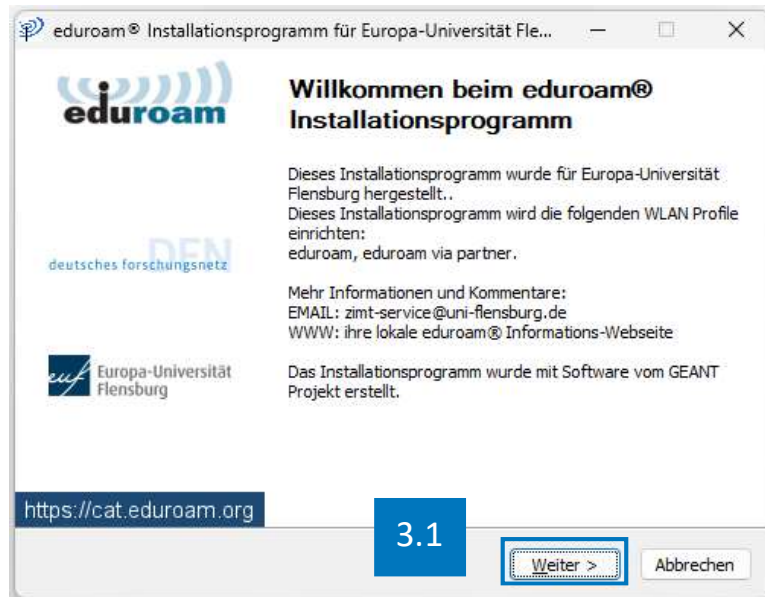 eduroam® Installationsprogramm für Europa-Universität Fle...
eduroam
Willkommen beim eduroam®
Installationsprogramm
Dieses Installationsprogramm wurde für Europa-Universität
Flensburg hergestellt..
Dieses Installationsprogramm wird die folgenden WLAN Profile
einrichten:
eduroam, eduroam via partner.
DFN
deutsches forschungsnetz
Mehr Informationen und Kommentare:
EMAIL: zimt-service@uni-flensburg.de
WWW: ihre lokale eduroam® Informations-Webseite
euf Europa-Universität
Flensburg
Das Installationsprogramm wurde mit Software vom GEANT
Projekt erstellt.
https://cat.eduroam.org
3.1
Weiter >
Abbrechen